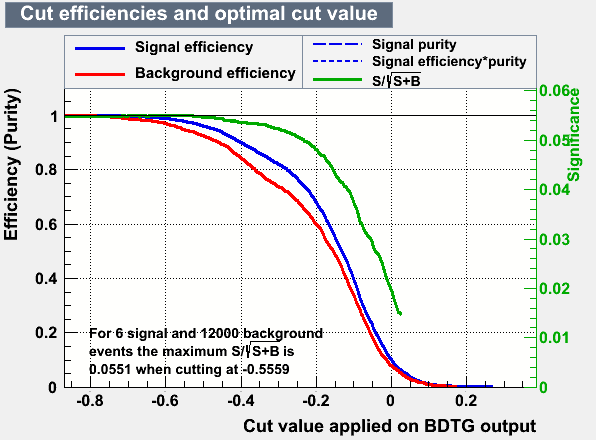 Cut efficiencies and optimal cut value
Signal efficiency
Background efficiency
Signal purity
Signal efficiency*purity
S/√S+B
Efficiency (Purity)
1
0.8
0.6
0.4
0.2
0
0.06
0.05
0.04
0.03
0.02
0.01
0
Significance
For 6 signal and 12000 background
events the maximum S/√S+B is
0.0551 when cutting at -0.5559
-0.8 -0.6 -0.4 -0.2 0 0.2
Cut value applied on BDTG output